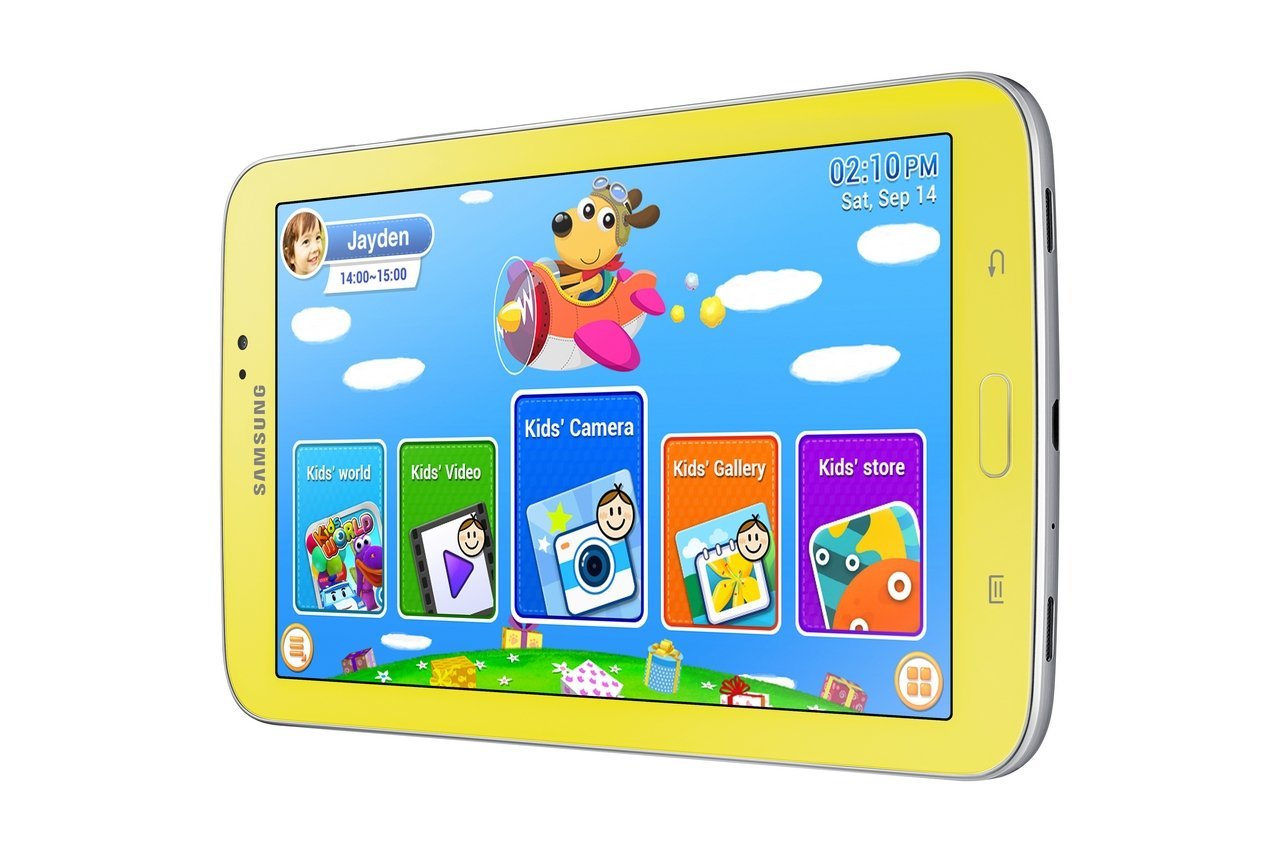 02:10 PM
Sat, Sep 14
Jayden
14:00~15:00
SAMSUNG
Kids' world
Kids' Video
Kids' Camera
Kids' Gallery
Kids' store
Kids
WORLD